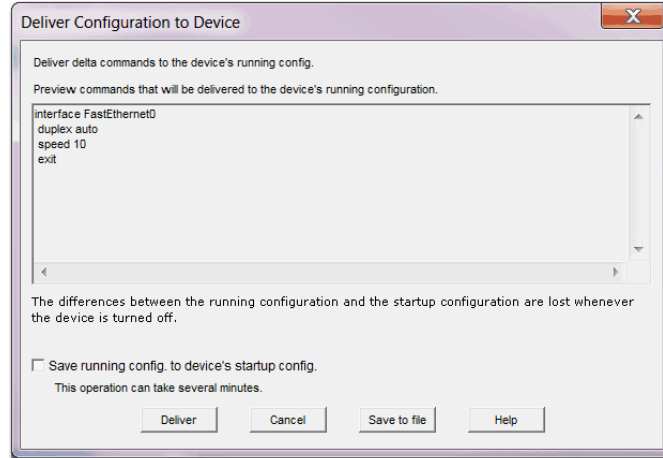 Deliver Configuration to Device
Deliver delta commands to the device's running config.
Preview commands that will be delivered to the device's running configuration.
interface FastEthernet0
duplex auto
speed 10
exit
The differences between the running configuration and the startup configuration are lost whenever
the device is turned off.
Save running config. to device's startup config.
This operation can take several minutes.
Deliver Cancel Save to file Help